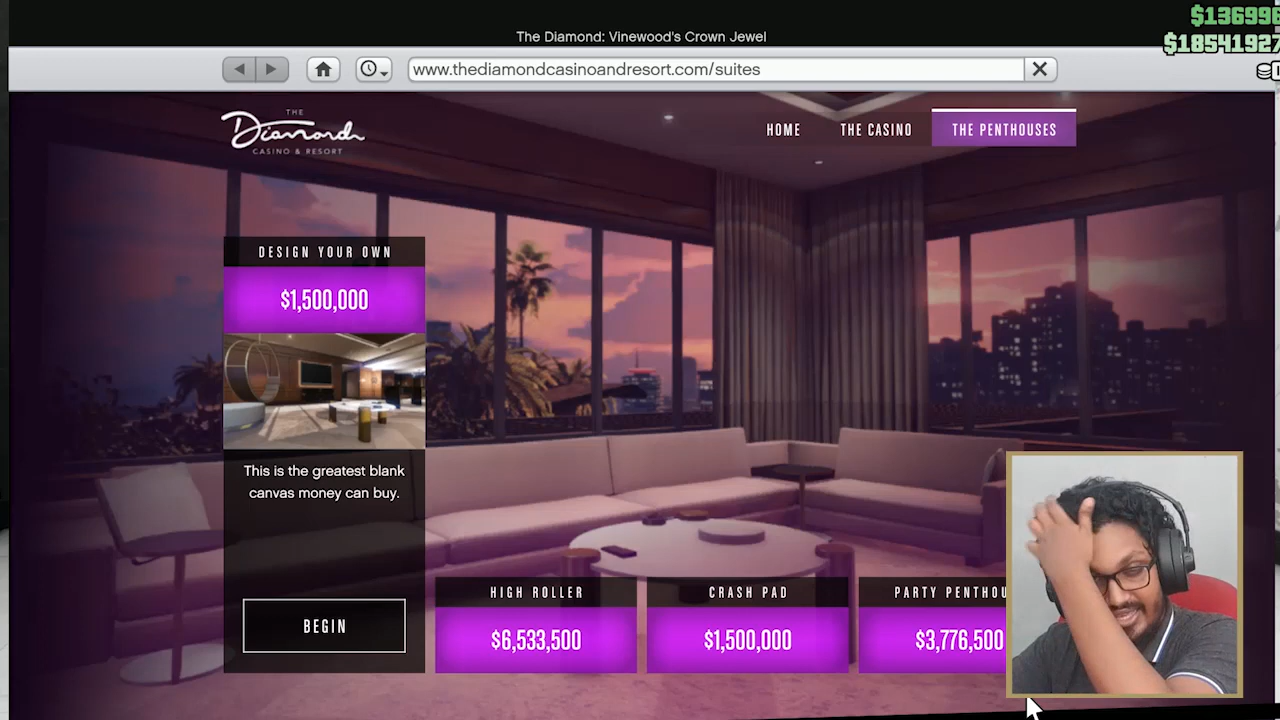 The Diamond: Vinewood's Crown Jewel
www.thediamondcasinoandresort.com/suites
THE
Diamond
CASINO & RESORT
HOME
THE CASINO
THE PENTHOUSES
DESIGN YOUR OWN
$1,500,000
This is the greatest blank
canvas money can buy.
BEGIN
HIGH ROLLER
$6,533,500
CRASH PAD
$1,500,000
PARTY PENTHOU
$3,776,500